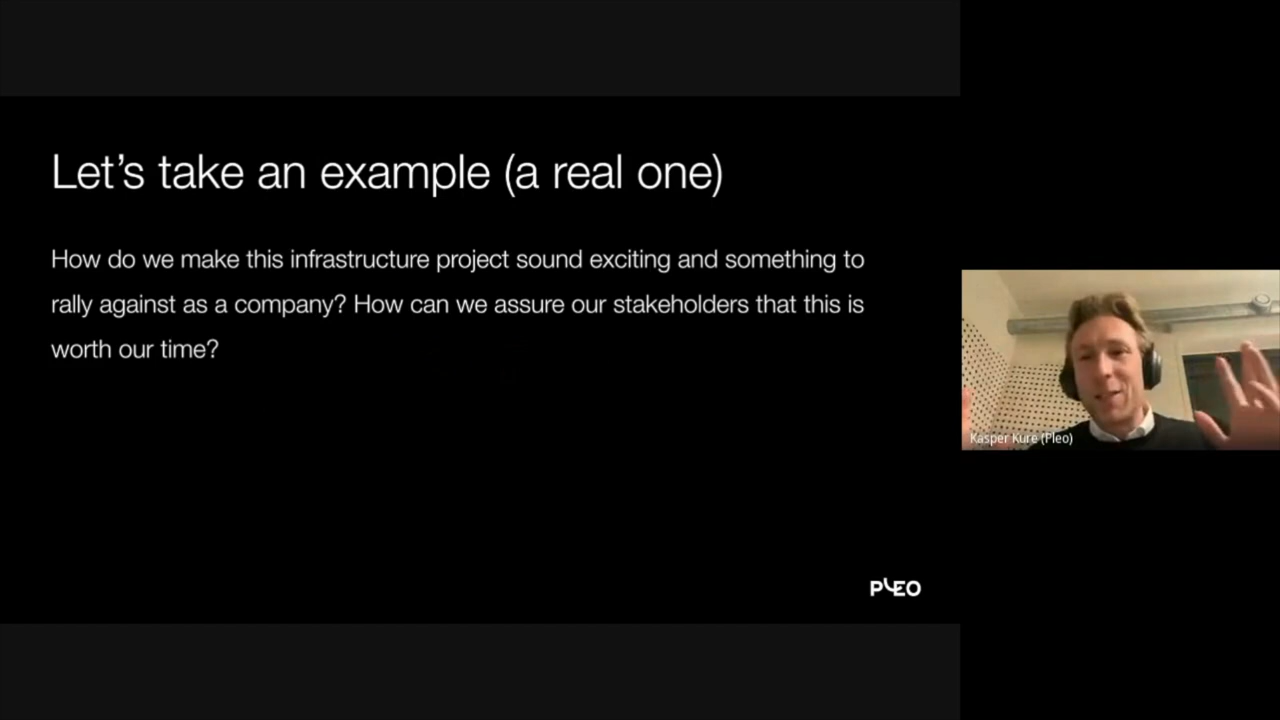 Let’s take an example (a real one)
How do we make this infrastructure project sound exciting and something to
rally against as a company? How can we assure our stakeholders that this is
worth our time?
Kasper Kure (Pleo)
PLEO